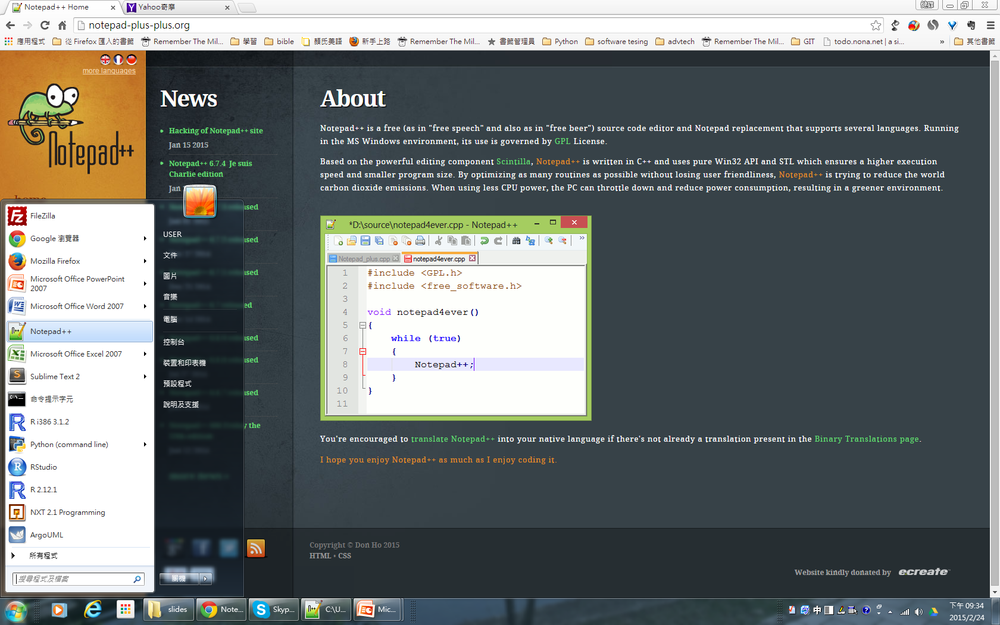 Notepad++ Home
Yahoo奇摩
notepad-plus-plus.org
應用程式
從 Firefox 匯入的書籤
Remember The Mil...
學習
bible
顏氏美語
新手上路
Remember The Mil...
書籤管理員
Python
software tesing
advtech
Remember The Mil...
GIT
todo.nona.net | a si...
»
其他書籤
more languages
Notepad++
News
Hacking of Notepad++ site
Jan 15 2015
Notepad++ 6.7.4 Je suis
Charlie edition
About
Notepad++ is a free (as in "free speech" and also as in "free beer") source code editor and Notepad replacement that supports several languages. Running
in the MS Windows environment, its use is governed by GPL License.
Based on the powerful editing component Scintilla, Notepad++ is written in C++ and uses pure Win32 API and STL which ensures a higher execution
speed and smaller program size. By optimizing as many routines as possible without losing user friendliness, Notepad++ is trying to reduce the world
carbon dioxide emissions. When using less CPU power, the PC can throttle down and reduce power consumption, resulting in a greener environment.
*D:\source\notepad4ever.cpp - Notepad++
Notepad_plus.cpp
notepad4ever.cpp
1 #include <GPL.h>
2 #include <free_software.h>
3
4 void notepad4ever()
5 {
6 while (true)
7 {
8 Notepad++;
9 }
10 }
11
You're encouraged to translate Notepad++ into your native language if there's not already a translation present in the Binary Translations page.
I hope you enjoy Notepad++ as much as I enjoy coding it.
Copyright © Don Ho 2015
HTML • CSS
Website kindly donated by ecreate
FileZilla
Google 瀏覽器
Mozilla Firefox
Microsoft Office PowerPoint
2007
Microsoft Office Word 2007
Notepad++
Microsoft Office Excel 2007
Sublime Text 2
命令提示字元
R i386 3.1.2
Python (command line)
RStudio
R 2.12.1
NXT 2.1 Programming
ArgoUML
所有程式
搜尋程式及檔案
USER
文件
圖片
音樂
電腦
控制台
裝置和印表機
預設程式
說明及支援
關機
slides
Note...
Skyp...
C:\U...
Mic...
中
下午 09:34
2015/2/24